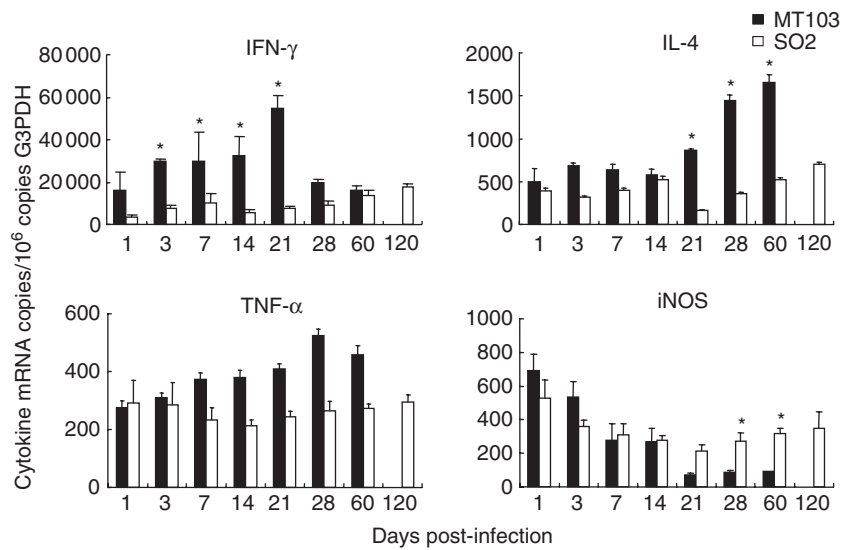 MT103
SO2
IFN-γ
80 000
60 000
40 000
20 000
0
* * * *
1 3 7 14 21 28 60 120
IL-4
2000
1500
1000
500
0
* * *
1 3 7 14 21 28 60 120
TNF-α
600
400
200
0
1 3 7 14 21 28 60 120
iNOS
1000
800
600
400
200
0
* *
1 3 7 14 21 28 60 120
Cytokine mRNA copies/10⁶ copies G3PDH
Days post-infection